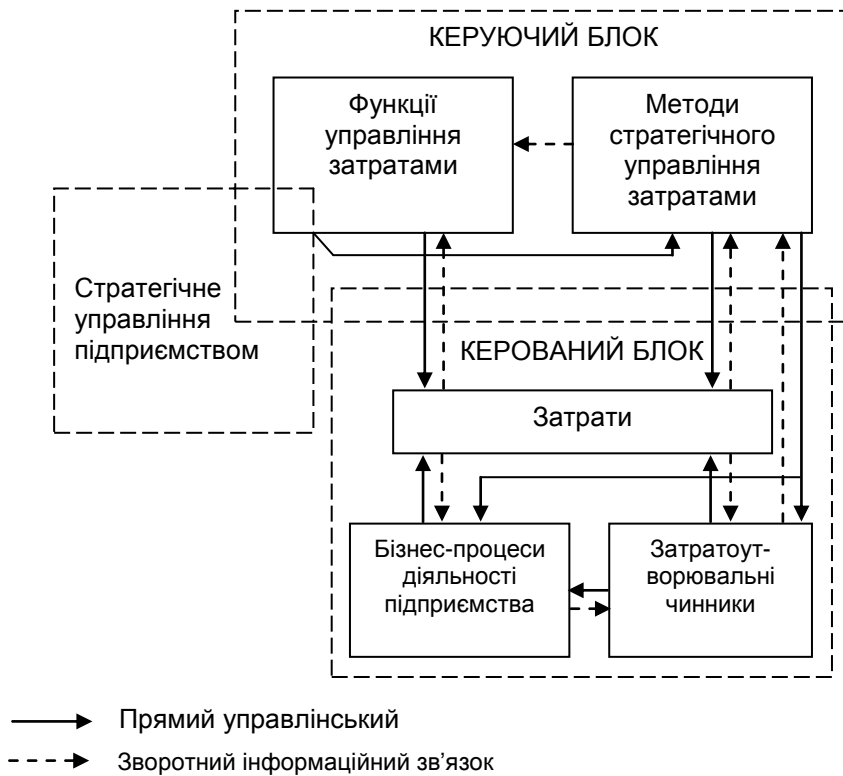 КЕРУЮЧИЙ БЛОК
Функції
управління
затратами
Методи
стратегічного
управління
затратами
Стратегічне
управління
підприємством
КЕРОВАНИЙ БЛОК
Затрати
Бізнес-процеси
діяльності
підприємства
Затратоут-
ворювальні
чинники
Прямий управлінський
Зворотний інформаційний зв'язок